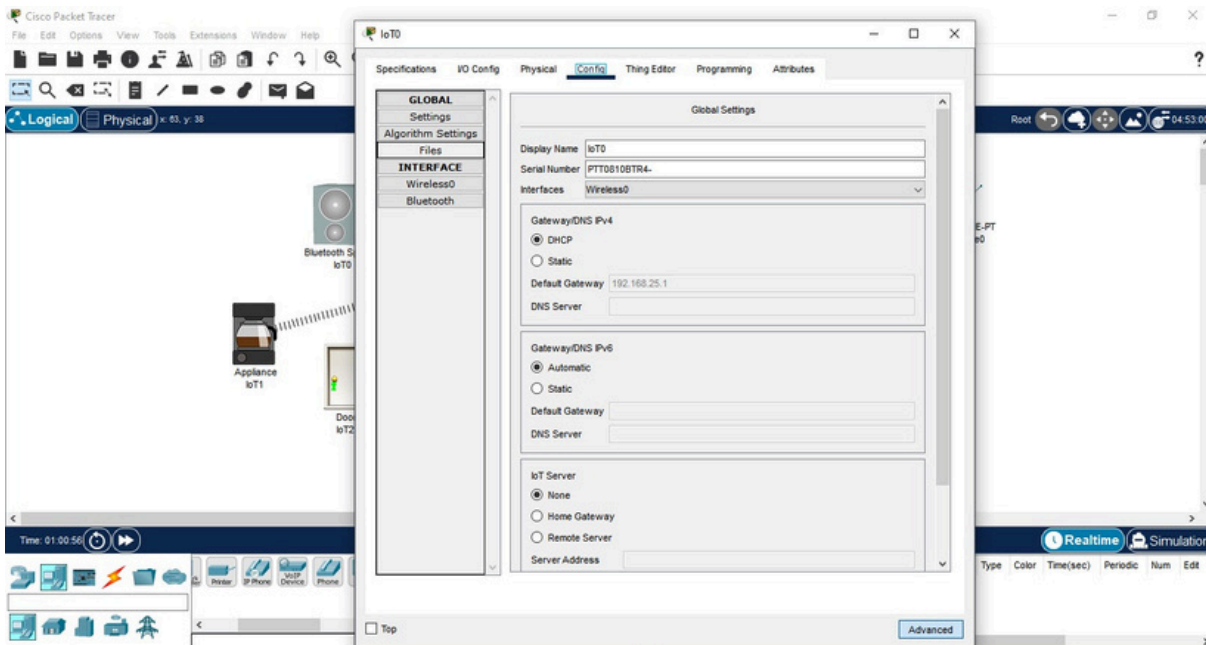 Cisco Packet Tracer
File Edit Options View Tools Extensions Window Help
?
Logical Physical x: 63, y: 38
Root 04:53:00
Bluetooth S
IoT0
Appliance
IoT1
Doo
IoT2
E-PT
e0
IoT0
Specifications I/O Config Physical Config Thing Editor Programming Attributes
GLOBAL
Settings
Algorithm Settings
Files
INTERFACE
Wireless0
Bluetooth
Global Settings
Display Name IoT0
Serial Number PTT0810BTR4-
Interfaces Wireless0
Gateway/DNS IPv4
DHCP
Static
Default Gateway 192.168.25.1
DNS Server
Gateway/DNS IPv6
Automatic
Static
Default Gateway
DNS Server
IoT Server
None
Home Gateway
Remote Server
Server Address
Top Advanced
Time: 01:00:56
Realtime Simulation
Printer IP Phone VoIP Device Phone
Type Color Time(sec) Periodic Num Edit